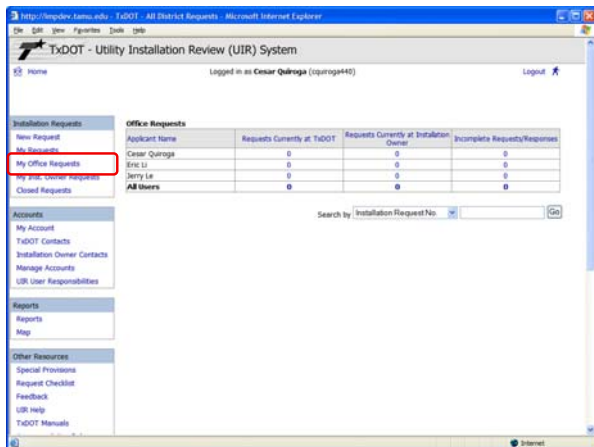 http://impdev.tamu.edu - TxDOT - All District Requests - Microsoft Internet Explorer
File Edit View Favorites Tools Help
TxDOT - Utility Installation Review (UIR) System
Home Logged in as Cesar Quiroga (cquiroga440) Logout
Installation Requests
New Request
My Requests
My Office Requests
My Inst. Owner Requests
Closed Requests
Accounts
My Account
TxDOT Contacts
Installation Owner Contacts
Manage Accounts
UIR User Responsibilities
Reports
Reports
Map
Other Resources
Special Provisions
Request Checklist
Feedback
UIR Help
TxDOT Manuals
Office Requests
Applicant Name Requests Currently at TxDOT Requests Currently at Installation Owner Incomplete Requests/Responses
Cesar Quiroga 0 0 0
Eric Li 0 0 0
Jerry Le 0 0 0
All Users 0 0 0
Search by Installation Request No. Go
Internet